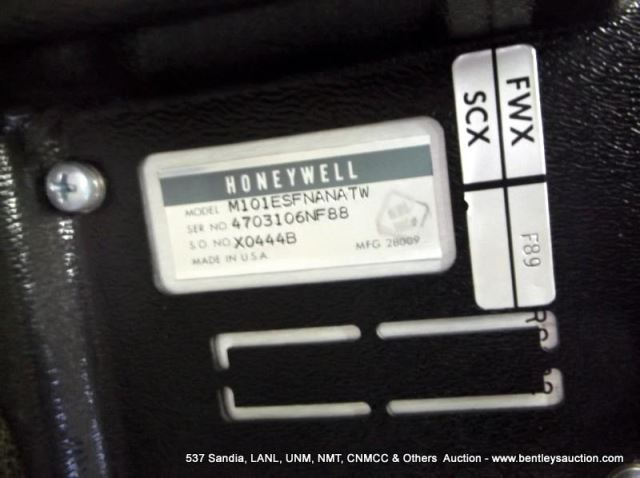 HONEYWELL
MODEL M101ESFNANATW
SER NO 4703106NF88
S.O. NO. X0444B
MADE IN U.S.A. MFG 28009
FWX
SCX
F89
537 Sandia, LANL, UNM, NMT, CNMCC & Others Auction - www.bentleysauction.com